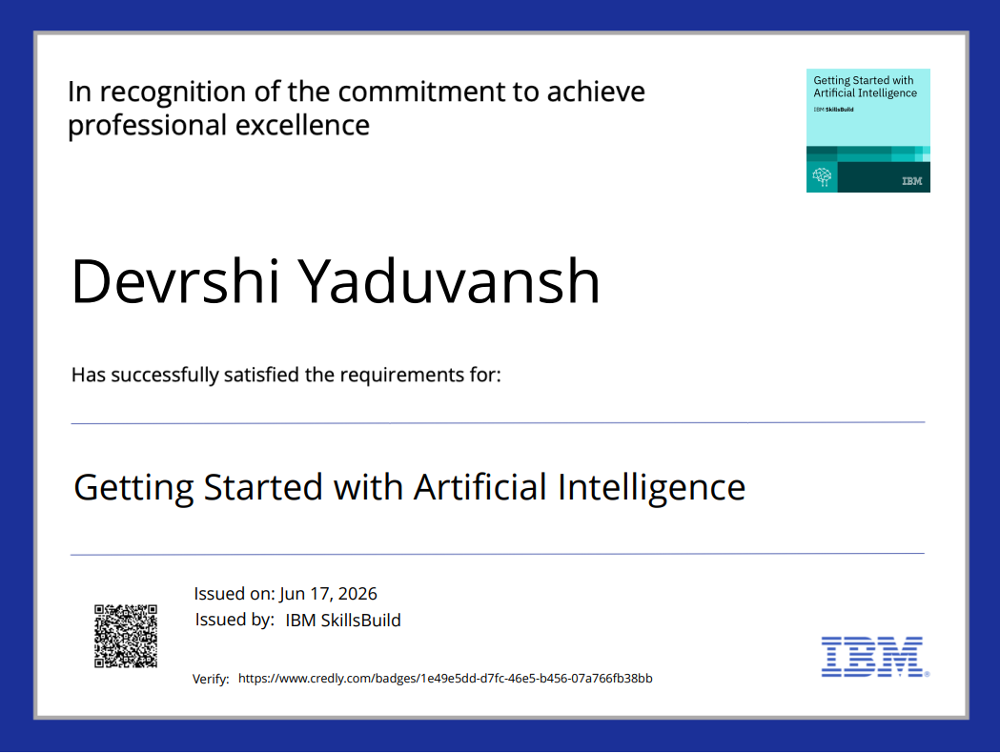 In recognition of the commitment to achieve
professional excellence
Getting Started with
Artificial Intelligence
IBM SkillsBuild
IBM
Devrshi Yaduvansh
Has successfully satisfied the requirements for:
Getting Started with Artificial Intelligence
Issued on: Jun 17, 2026
Issued by: IBM SkillsBuild
Verify: https://www.credly.com/badges/1e49e5dd-d7fc-46e5-b456-07a766fb38bb
IBM®